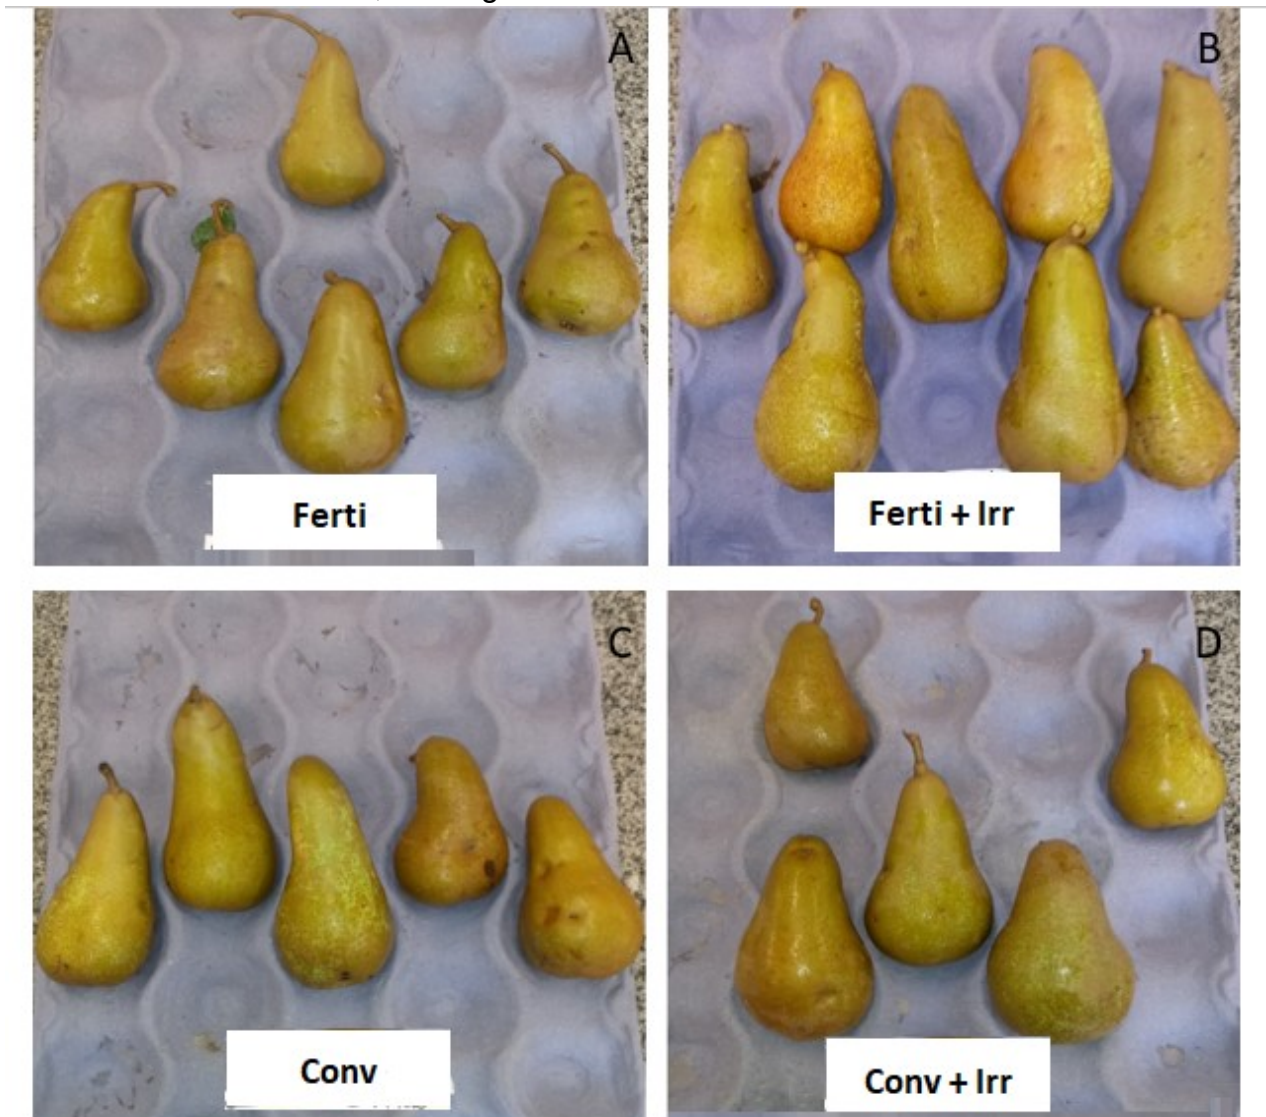 A
B
Ferti
Ferti + Irr
C
D
Conv
Conv + Irr